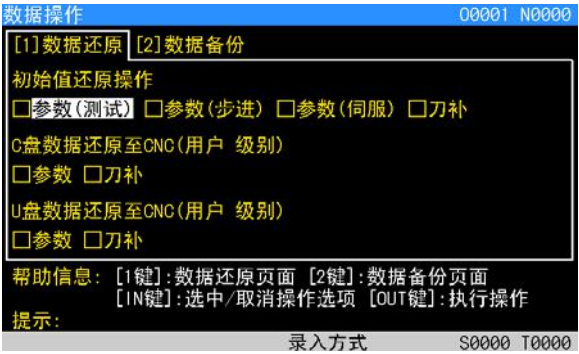 数据操作 O0001 N0000
[1]数据还原 [2]数据备份
初始值还原操作
□参数(测试) □参数(步进) □参数(伺服) □刀补
C盘数据还原至CNC(用户 级别)
□参数 □刀补
U盘数据还原至CNC(用户 级别)
□参数 □刀补
帮助信息: [1键]:数据还原页面 [2键]:数据备份页面
[IN键]:选中/取消操作选项 [OUT键]:执行操作
提示:
录入方式 S0000 T0000